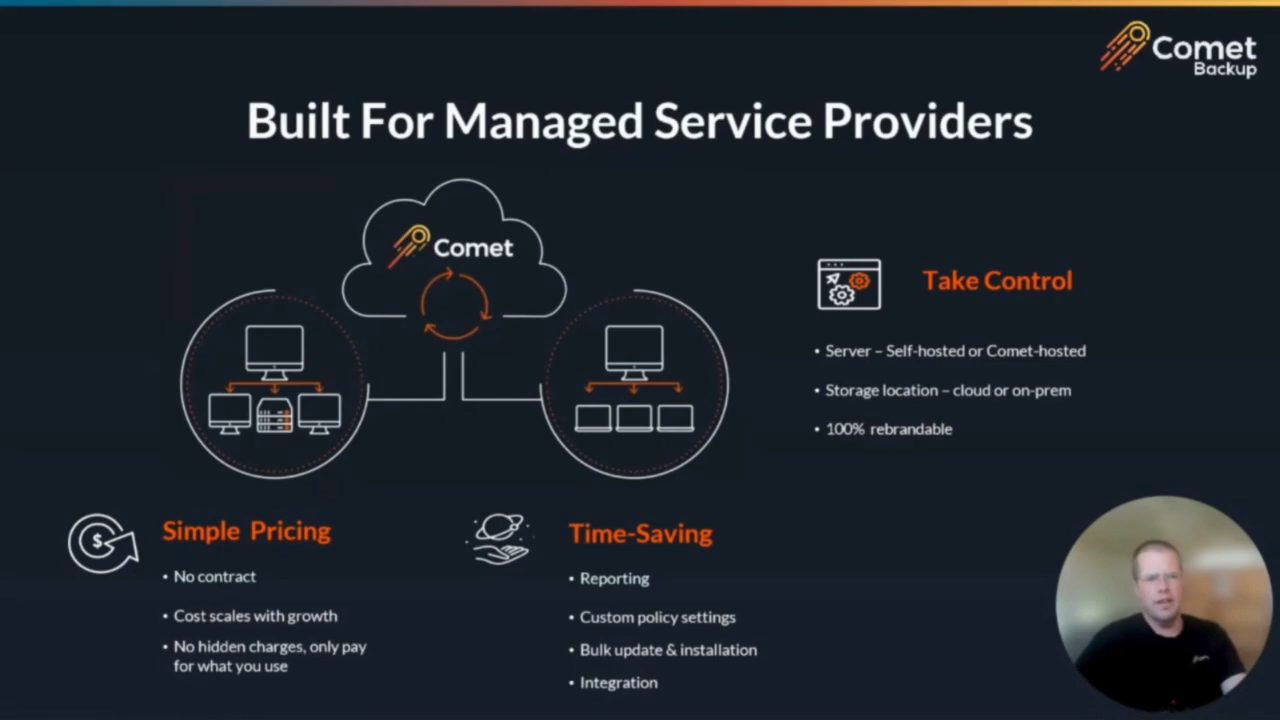 Comet
Backup
Built For Managed Service Providers
Comet
Take Control
• Server – Self-hosted or Comet-hosted
• Storage location – cloud or on-prem
• 100% rebrandable
$
Simple Pricing
• No contract
• Cost scales with growth
• No hidden charges, only pay
for what you use
Time-Saving
• Reporting
• Custom policy settings
• Bulk update & installation
• Integration